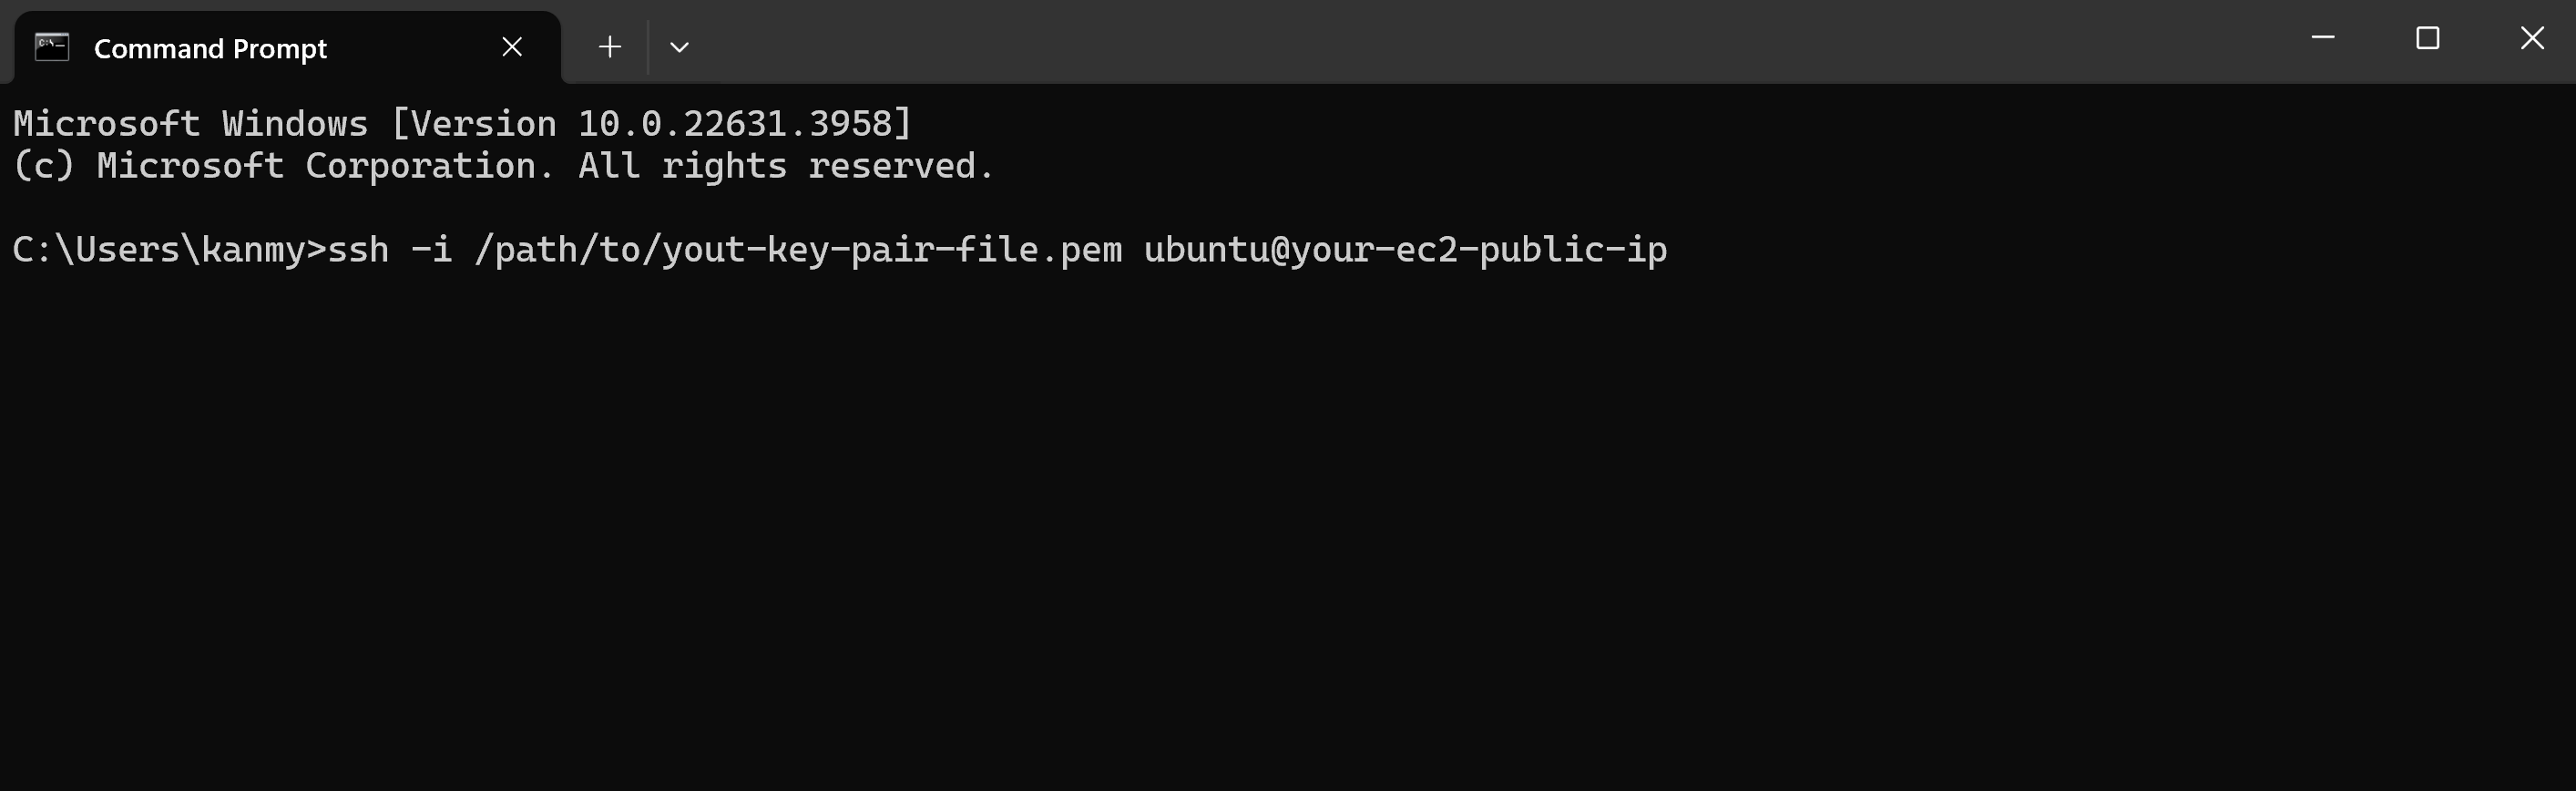 Command Prompt
Microsoft Windows [Version 10.0.22631.3958]
(c) Microsoft Corporation. All rights reserved.
C:\Users\kanmy>ssh -i /path/to/yout-key-pair-file.pem ubuntu@your-ec2-public-ip